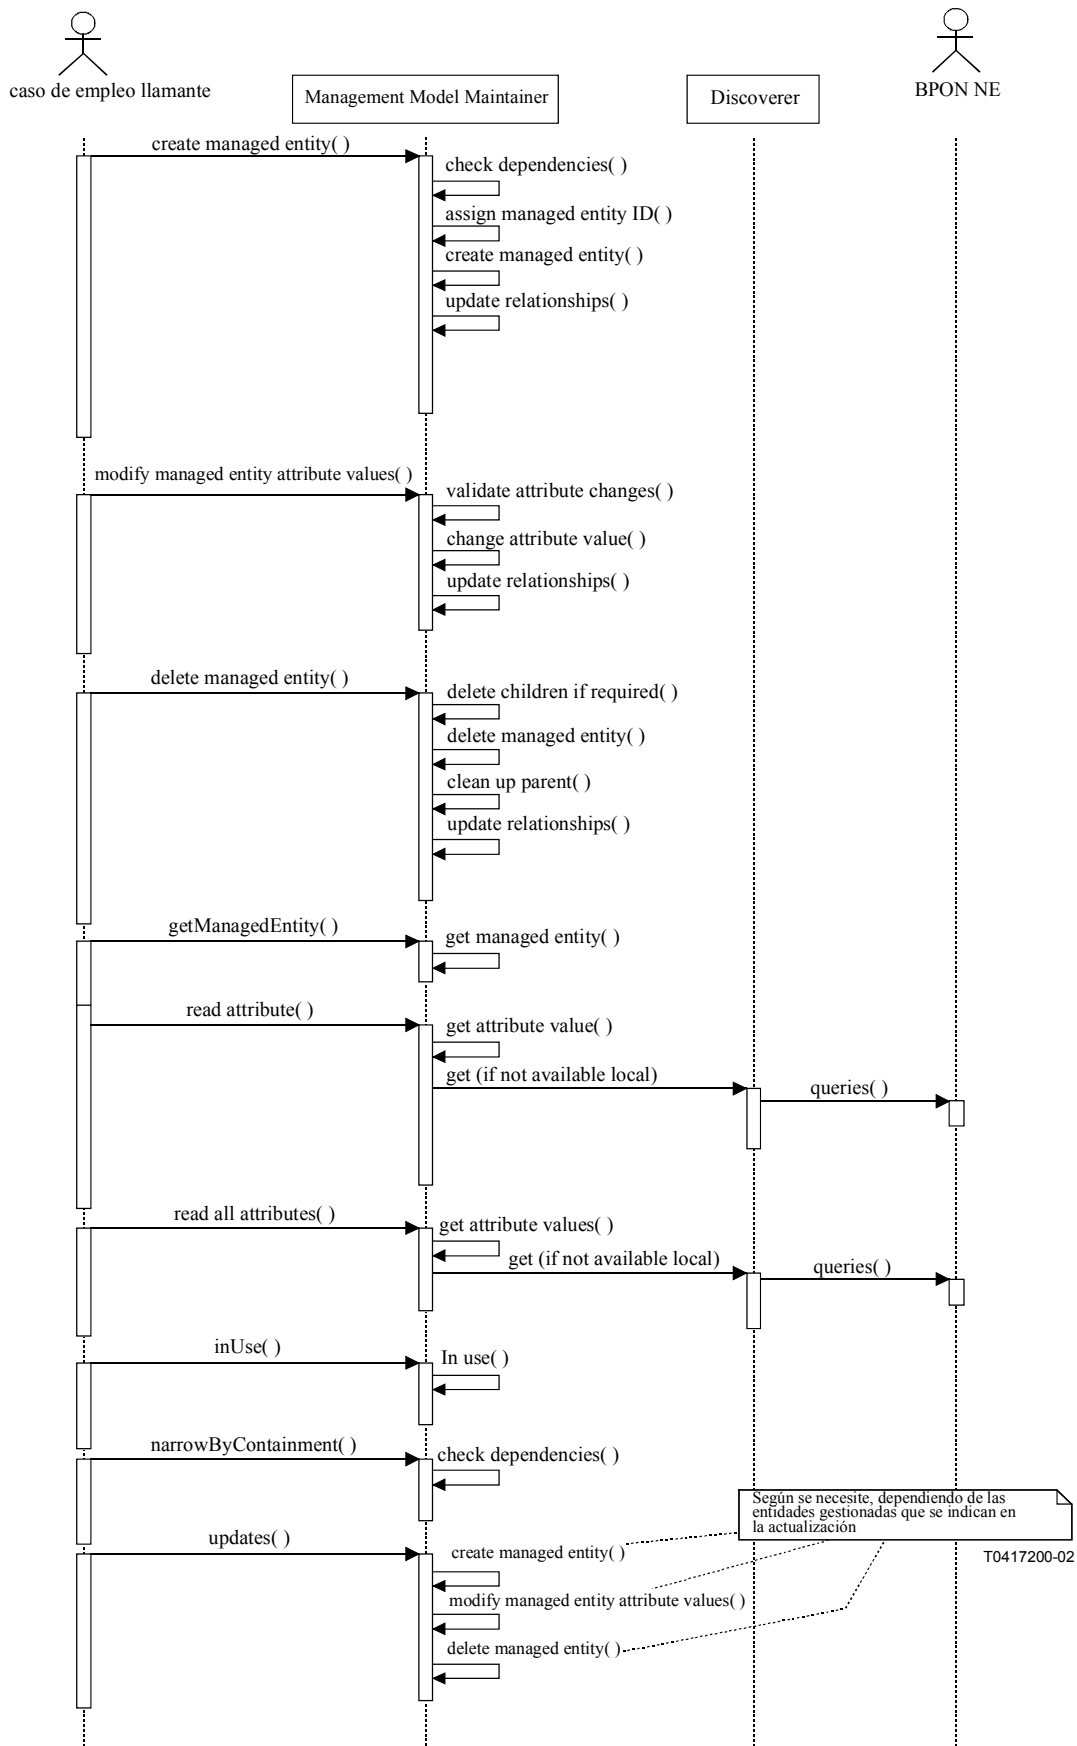 caso de empleo llamante
Management Model Maintainer
Discoverer
BPON NE
create managed entity( )
check dependencies( )
assign managed entity ID( )
create managed entity( )
update relationships( )
modify managed entity attribute values( )
validate attribute changes( )
change attribute value( )
update relationships( )
delete managed entity( )
delete children if required( )
delete managed entity( )
clean up parent( )
update relationships( )
getManagedEntity( )
get managed entity( )
read attribute( )
get attribute value( )
get (if not available local)
queries( )
read all attributes( )
get attribute values( )
get (if not available local)
queries( )
inUse( )
In use( )
narrowByContainment( )
check dependencies( )
Según se necesite, dependiendo de las
entidades gestionadas que se indican en
la actualización
updates( )
create managed entity( )
T0417200-02
modify managed entity attribute values( )
delete managed entity( )